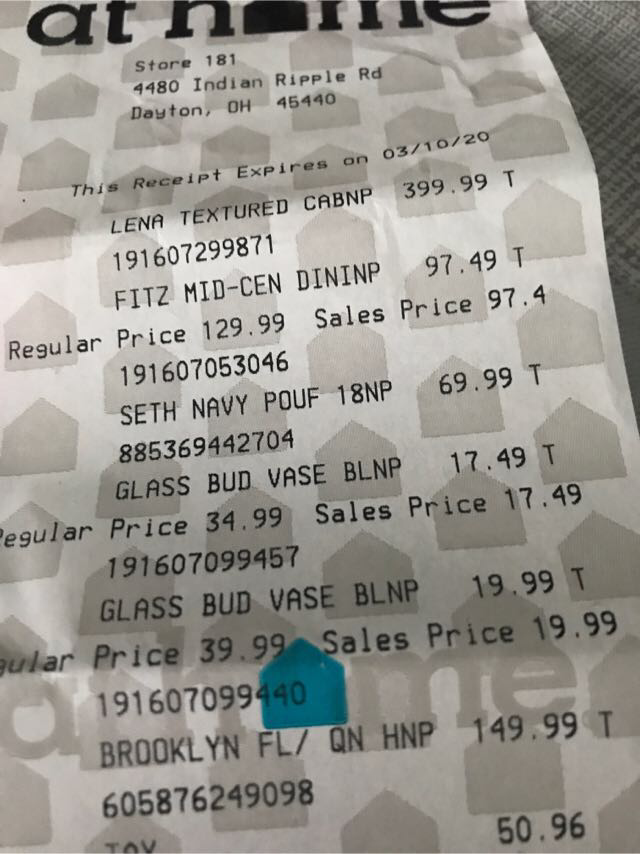 at home
Store 181
4480 Indian Ripple Rd
Dayton, OH 45440
This Receipt Expires on 03/10/20
LENA TEXTURED CABNP 399.99 T
191607299871
FITZ MID-CEN DININP 97.49 T
Regular Price 129.99 Sales Price 97.4
191607053046
SETH NAVY POUF 18NP 69.99 T
885369442704
GLASS BUD VASE BLNP 17.49 T
egular Price 34.99 Sales Price 17.49
191607099457
GLASS BUD VASE BLNP 19.99 T
gular Price 39.99 Sales Price 19.99
191607099440
BROOKLYN FL/ QN HNP 149.99 T
605876249098
TAX 50.96